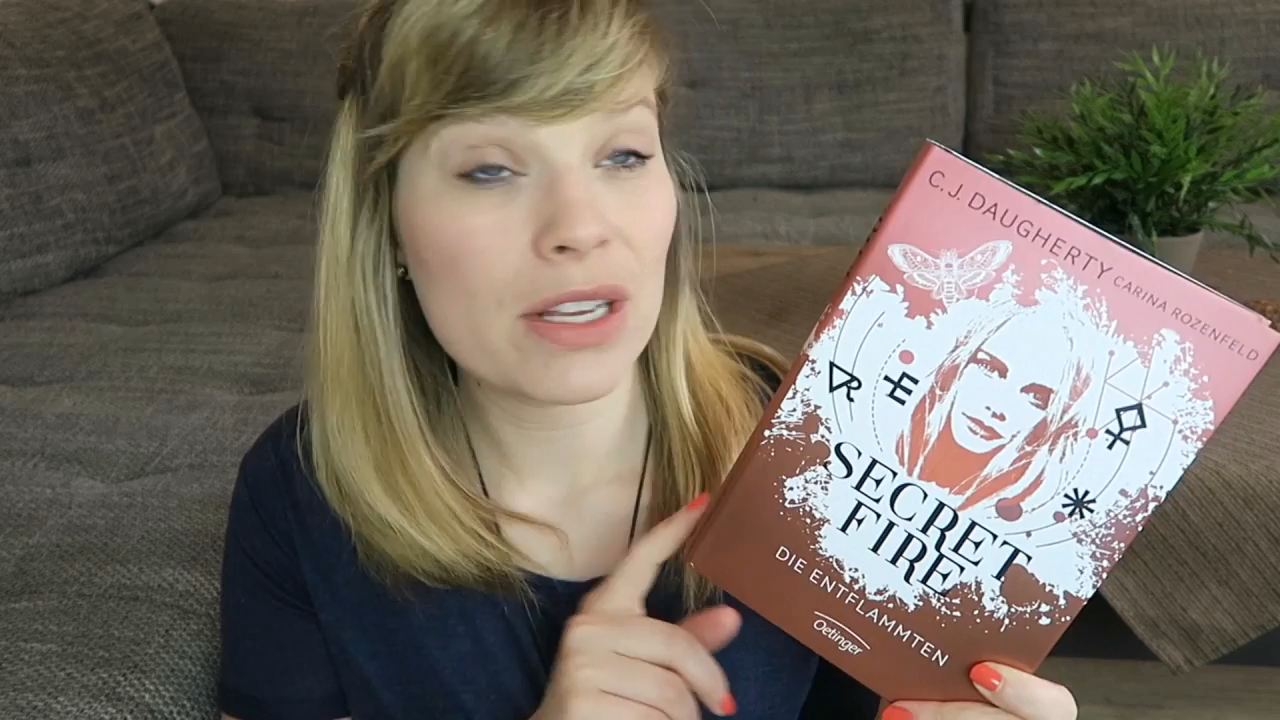 C.J. DAUGHERTY CARINA ROZENFELD
SECRET
FIRE
DIE ENTFLAMMTEN
Oetinger